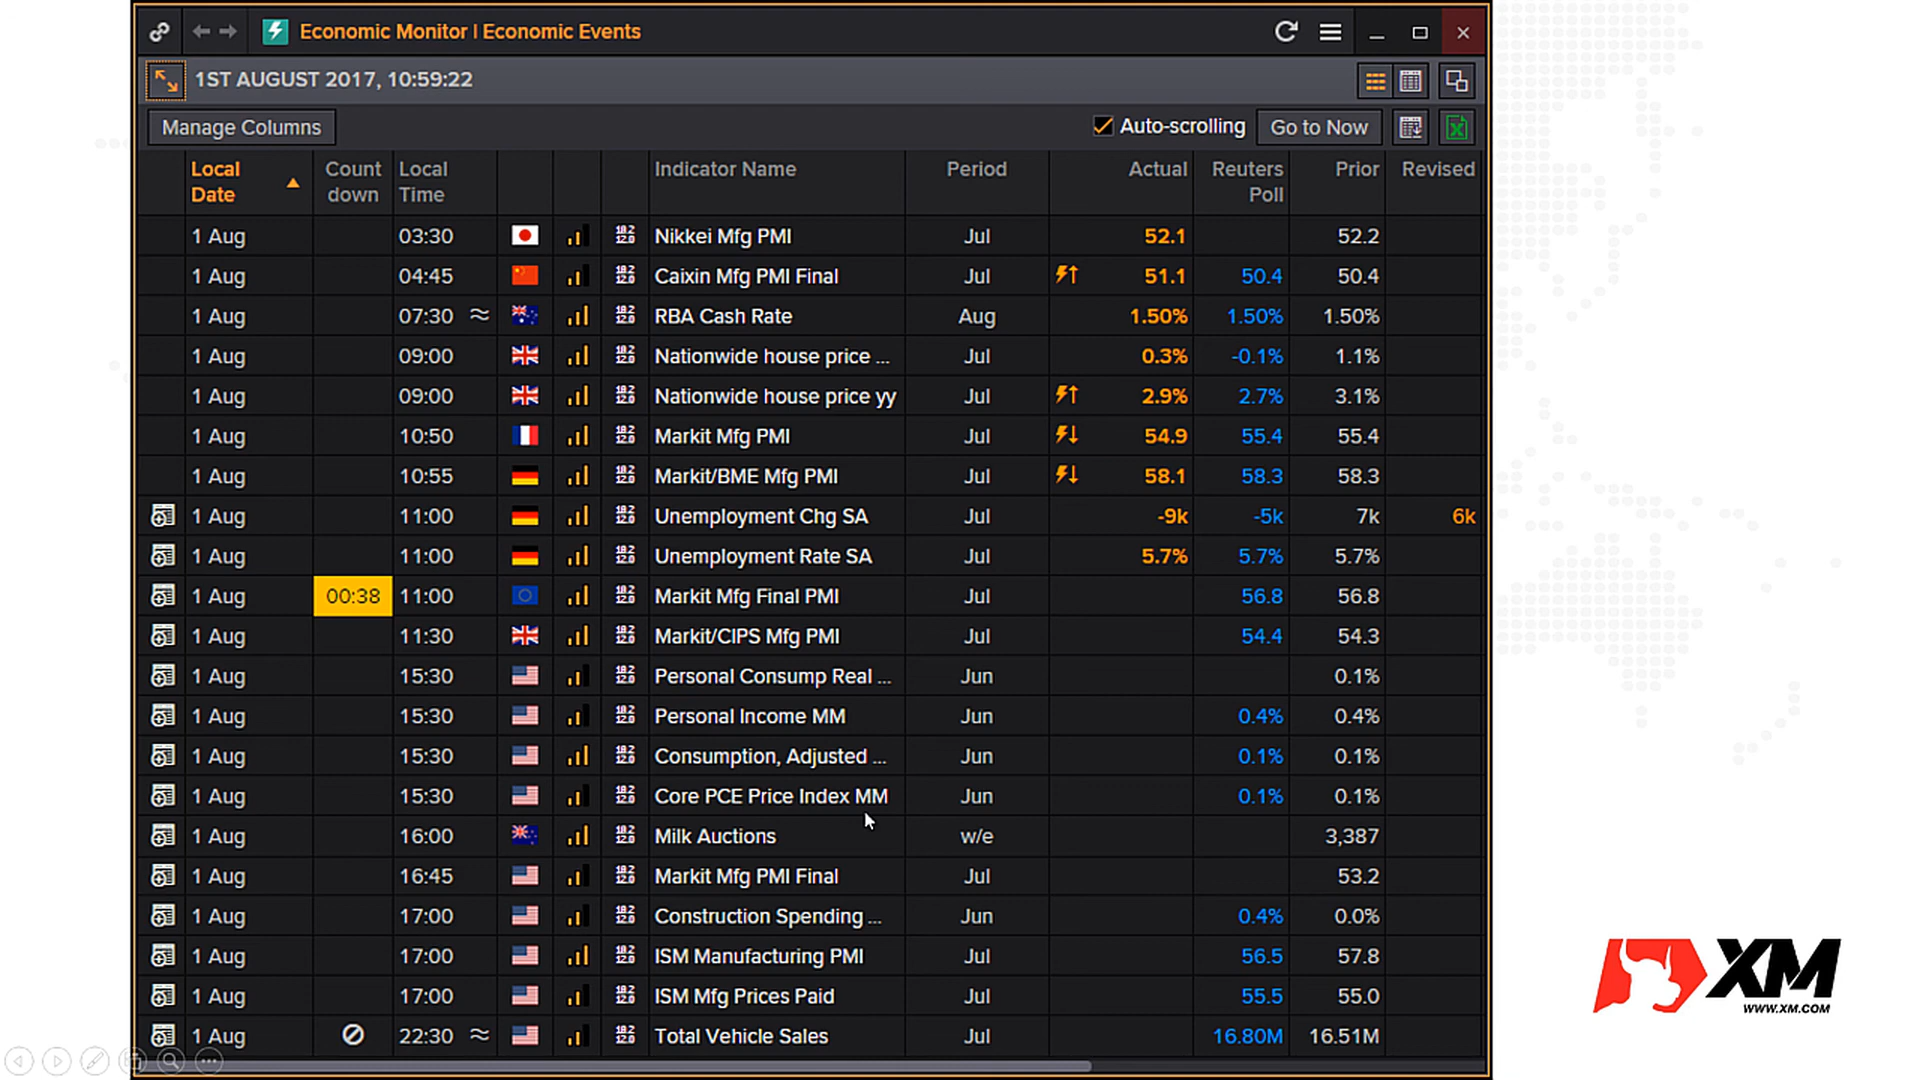 Economic Monitor | Economic Events
1ST AUGUST 2017, 10:59:22
Manage Columns Auto-scrolling Go to Now
Local Date Count down Local Time Indicator Name Period Actual Reuters Poll Prior Revised
1 Aug 03:30 Nikkei Mfg PMI Jul 52.1 52.2
1 Aug 04:45 Caixin Mfg PMI Final Jul 51.1 50.4 50.4
1 Aug 07:30 ≈ RBA Cash Rate Aug 1.50% 1.50% 1.50%
1 Aug 09:00 Nationwide house price ... Jul 0.3% -0.1% 1.1%
1 Aug 09:00 Nationwide house price yy Jul 2.9% 2.7% 3.1%
1 Aug 10:50 Markit Mfg PMI Jul 54.9 55.4 55.4
1 Aug 10:55 Markit/BME Mfg PMI Jul 58.1 58.3 58.3
1 Aug 11:00 Unemployment Chg SA Jul -9k -5k 7k 6k
1 Aug 11:00 Unemployment Rate SA Jul 5.7% 5.7% 5.7%
1 Aug 00:38 11:00 Markit Mfg Final PMI Jul 56.8 56.8
1 Aug 11:30 Markit/CIPS Mfg PMI Jul 54.4 54.3
1 Aug 15:30 Personal Consump Real ... Jun 0.1%
1 Aug 15:30 Personal Income MM Jun 0.4% 0.4%
1 Aug 15:30 Consumption, Adjusted ... Jun 0.1% 0.1%
1 Aug 15:30 Core PCE Price Index MM Jun 0.1% 0.1%
1 Aug 16:00 Milk Auctions w/e 3,387
1 Aug 16:45 Markit Mfg PMI Final Jul 53.2
1 Aug 17:00 Construction Spending ... Jun 0.4% 0.0%
1 Aug 17:00 ISM Manufacturing PMI Jul 56.5 57.8
1 Aug 17:00 ISM Mfg Prices Paid Jul 55.5 55.0
1 Aug 22:30 ≈ Total Vehicle Sales Jul 16.80M 16.51M
XM
WWW.XM.COM